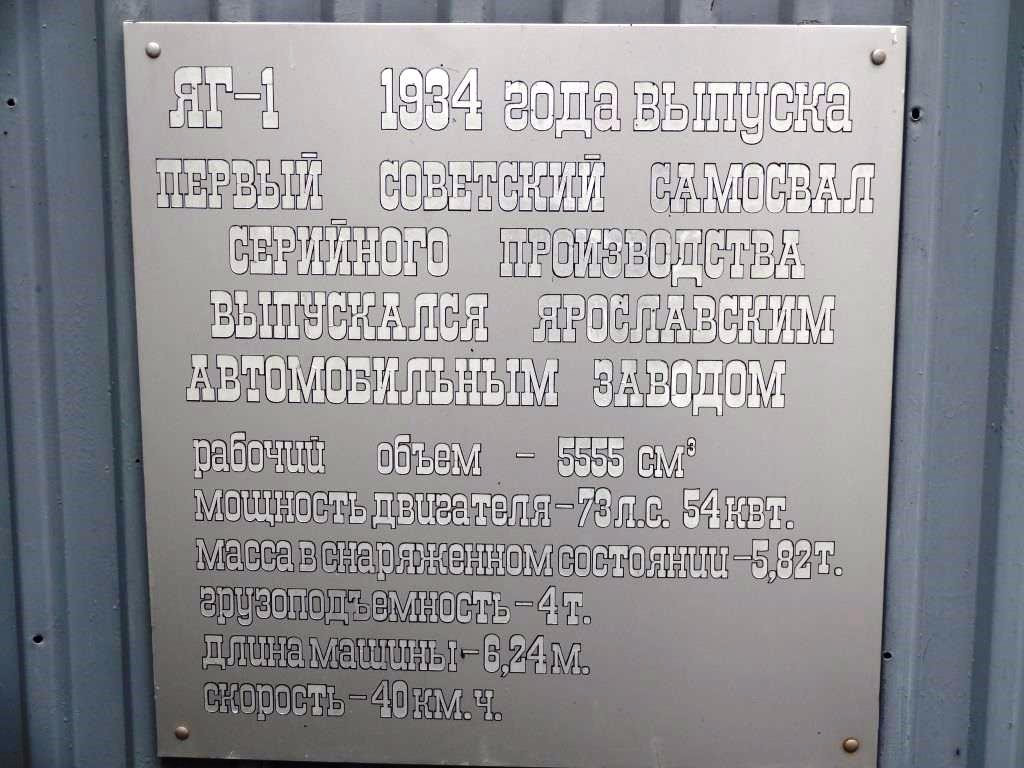 ЯГ-1 1934 года выпуска
ПЕРВЫЙ СОВЕТСКИЙ САМОСВАЛ
СЕРИЙНОГО ПРОИЗВОДСТВА
ВЫПУСКАЛСЯ ЯРОСЛАВСКИМ
АВТОМОБИЛЬНЫМ ЗАВОДОМ
рабочий объем - 5555 см³
мощность двигателя - 73 л.с. 54 квт.
масса в снаряженном состоянии - 5,82 т.
грузоподъемность - 4 т.
длина машины - 6,24 м.
скорость - 40 км. ч.